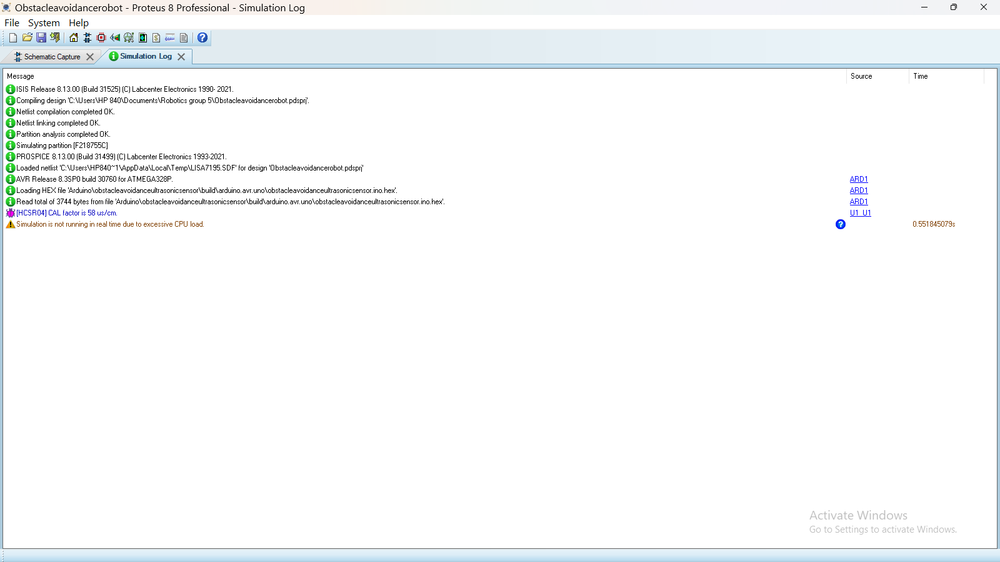 Obstacleavoidancerobot - Proteus 8 Professional - Simulation Log
File System Help
Schematic Capture Simulation Log
Message Source Time
ISIS Release 8.13.00 (Build 31525) (C) Labcenter Electronics 1990- 2021.
Compiling design 'C:\Users\HP 840\Documents\Robotics group 5\Obstacleavoidancerobot.pdsprj'.
Netlist compilation completed OK.
Netlist linking completed OK.
Partition analysis completed OK.
Simulating partition [F218755C]
PROSPICE 8.13.00 (Build 31499) (C) Labcenter Electronics 1993-2021.
Loaded netlist 'C:\Users\HP840~1\AppData\Local\Temp\LISA7195.SDF' for design 'Obstacleavoidancerobot.pdsprj'
AVR Release 8.3SP0 build 30760 for ATMEGA328P. ARD1
Loading HEX file 'Arduino\obstacleavoidanceultrasonicsensor\build\arduino.avr.uno\obstacleavoidanceultrasonicsensor.ino.hex'. ARD1
Read total of 3744 bytes from file 'Arduino\obstacleavoidanceultrasonicsensor\build\arduino.avr.uno\obstacleavoidanceultrasonicsensor.ino.hex'. ARD1
[HCSR04] CAL factor is 58 us/cm. U1_U1
Simulation is not running in real time due to excessive CPU load. 0.551845079s
Activate Windows
Go to Settings to activate Windows.